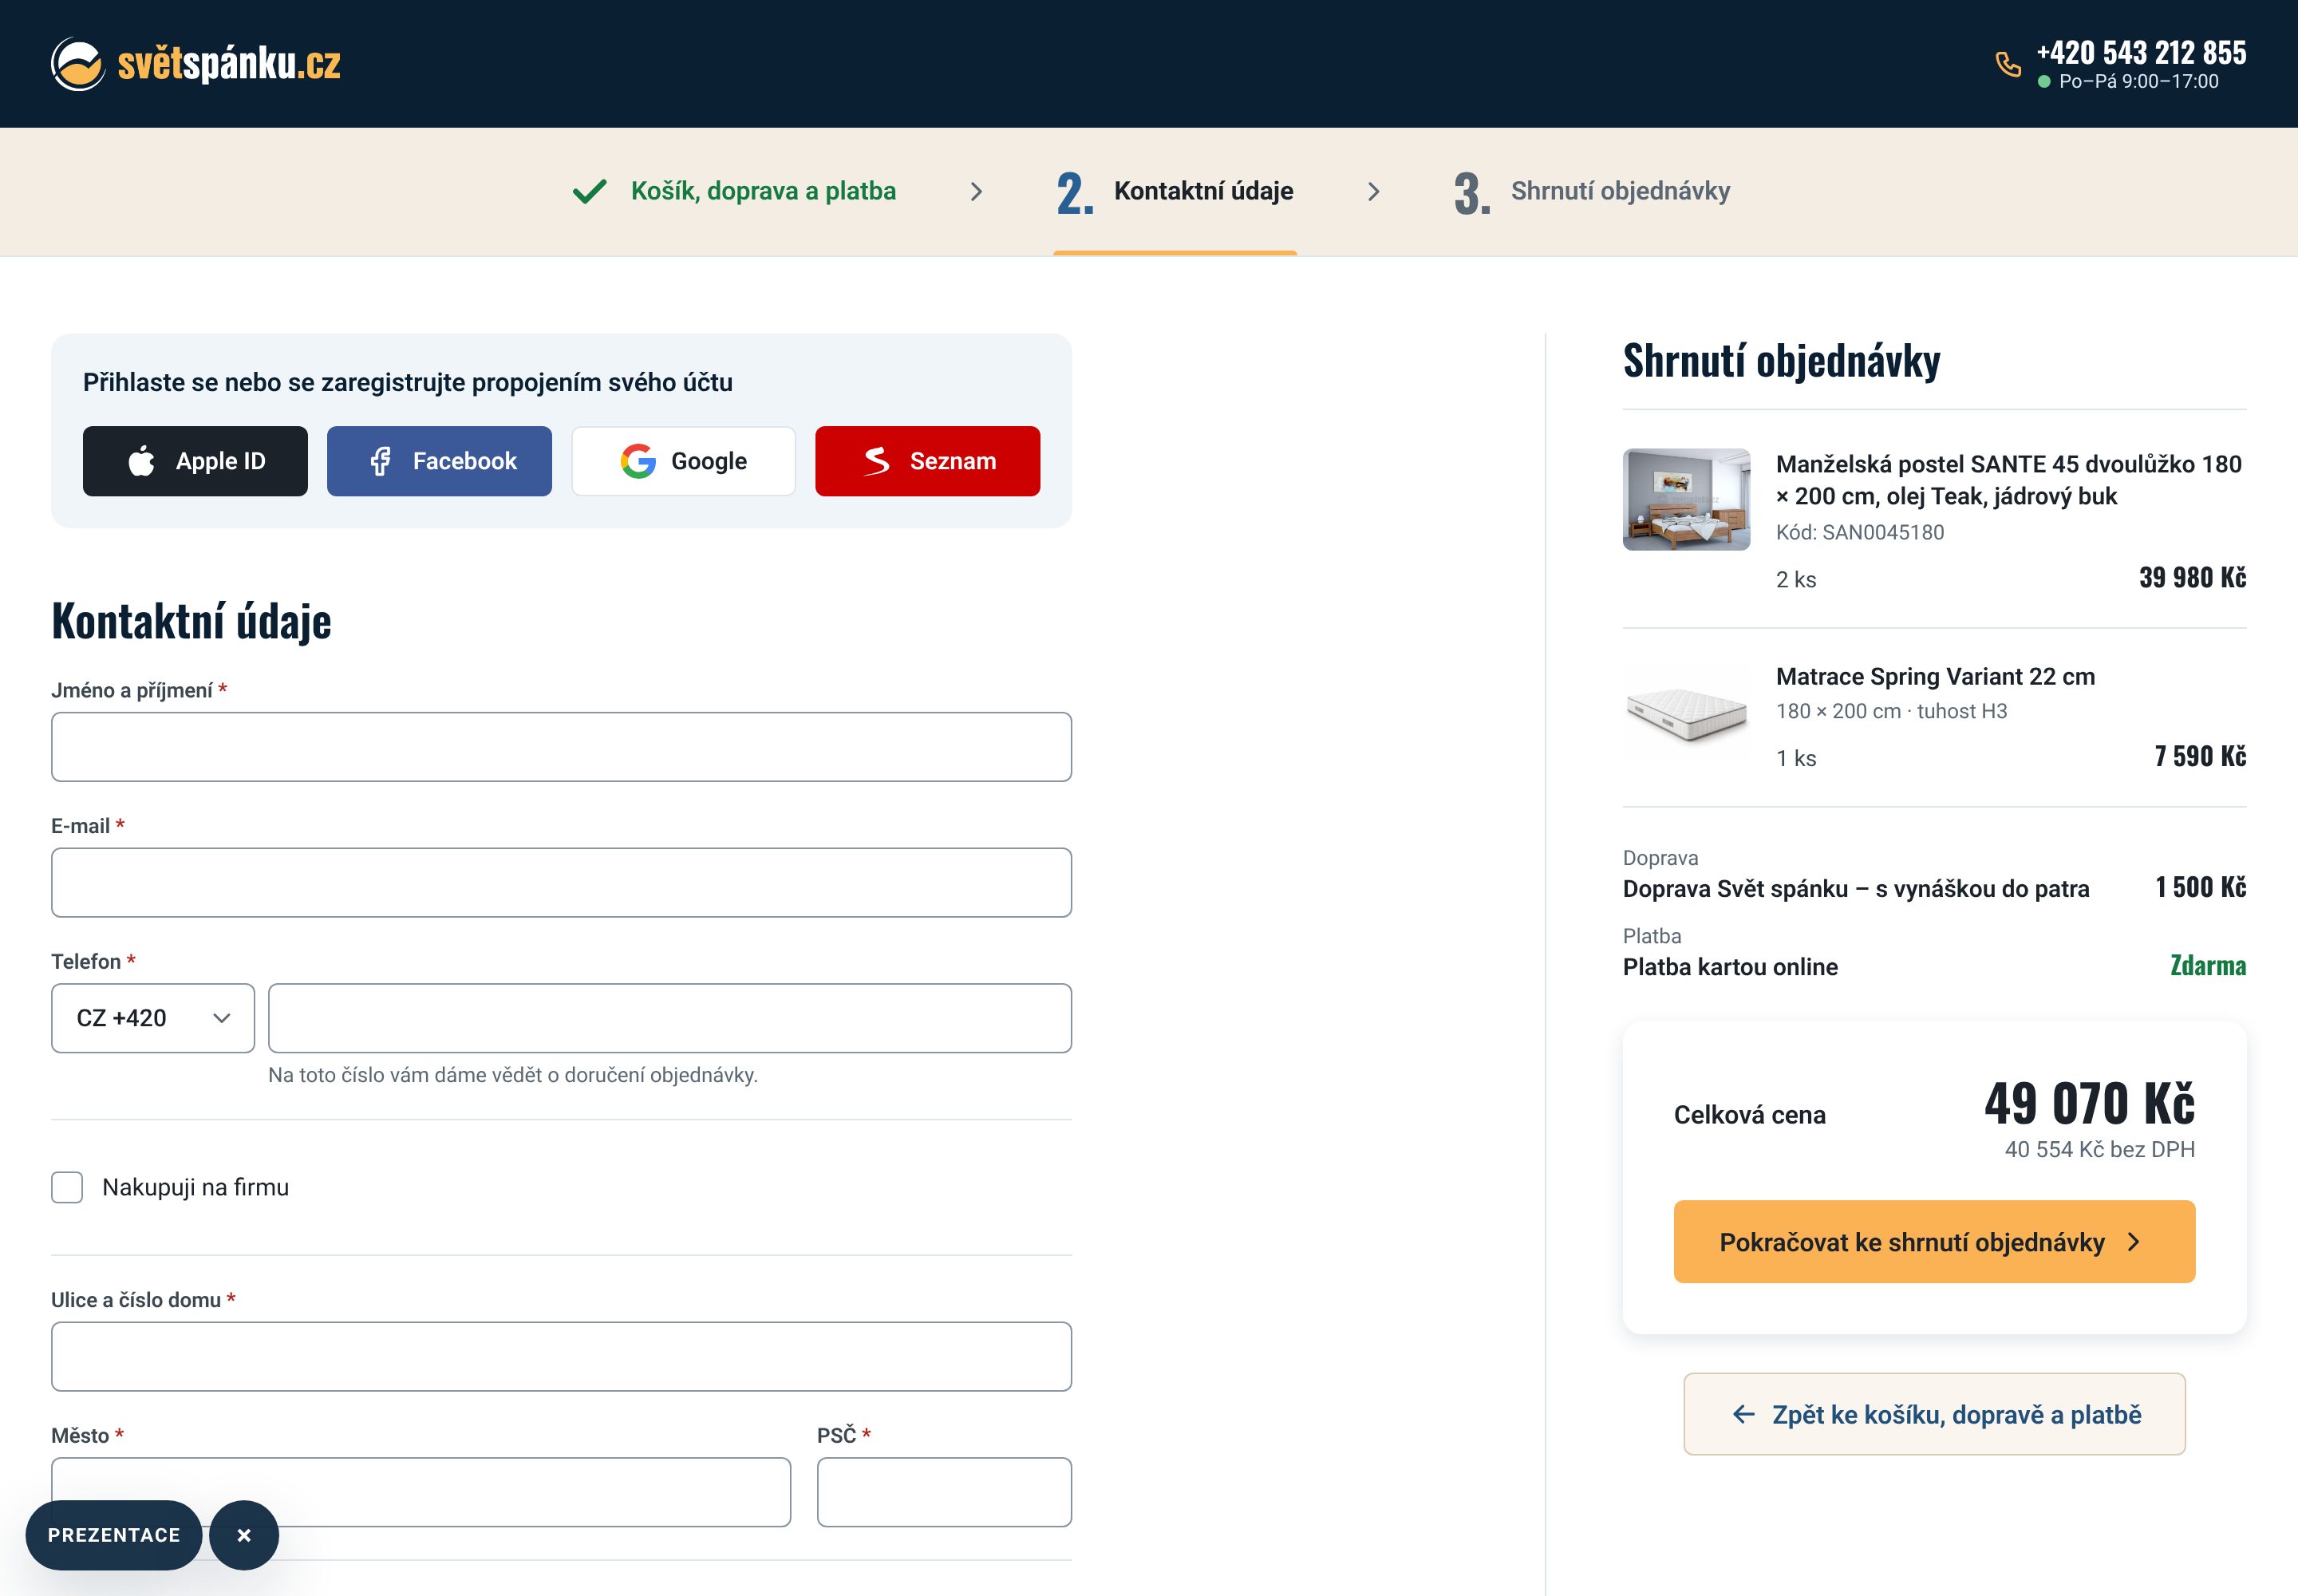 světspánku.cz
+420 543 212 855
Po–Pá 9:00–17:00
Košík, doprava a platba
2. Kontaktní údaje
3. Shrnutí objednávky
Přihlaste se nebo se zaregistrujte propojením svého účtu
Apple ID
Facebook
Google
Seznam
Kontaktní údaje
Jméno a příjmení *
E-mail *
Telefon *
CZ +420
Na toto číslo vám dáme vědět o doručení objednávky.
Nakupuji na firmu
Ulice a číslo domu *
Město *
PSČ *
PREZENTACE
×
Shrnutí objednávky
Manželská postel SANTE 45 dvoulůžko 180
× 200 cm, olej Teak, jádrový buk
Kód: SAN0045180
2 ks
39 980 Kč
Matrace Spring Variant 22 cm
180 × 200 cm · tuhost H3
1 ks
7 590 Kč
Doprava
Doprava Svět spánku – s vynáškou do patra
1 500 Kč
Platba
Platba kartou online
Zdarma
Celková cena
49 070 Kč
40 554 Kč bez DPH
Pokračovat ke shrnutí objednávky
Zpět ke košíku, dopravě a platbě